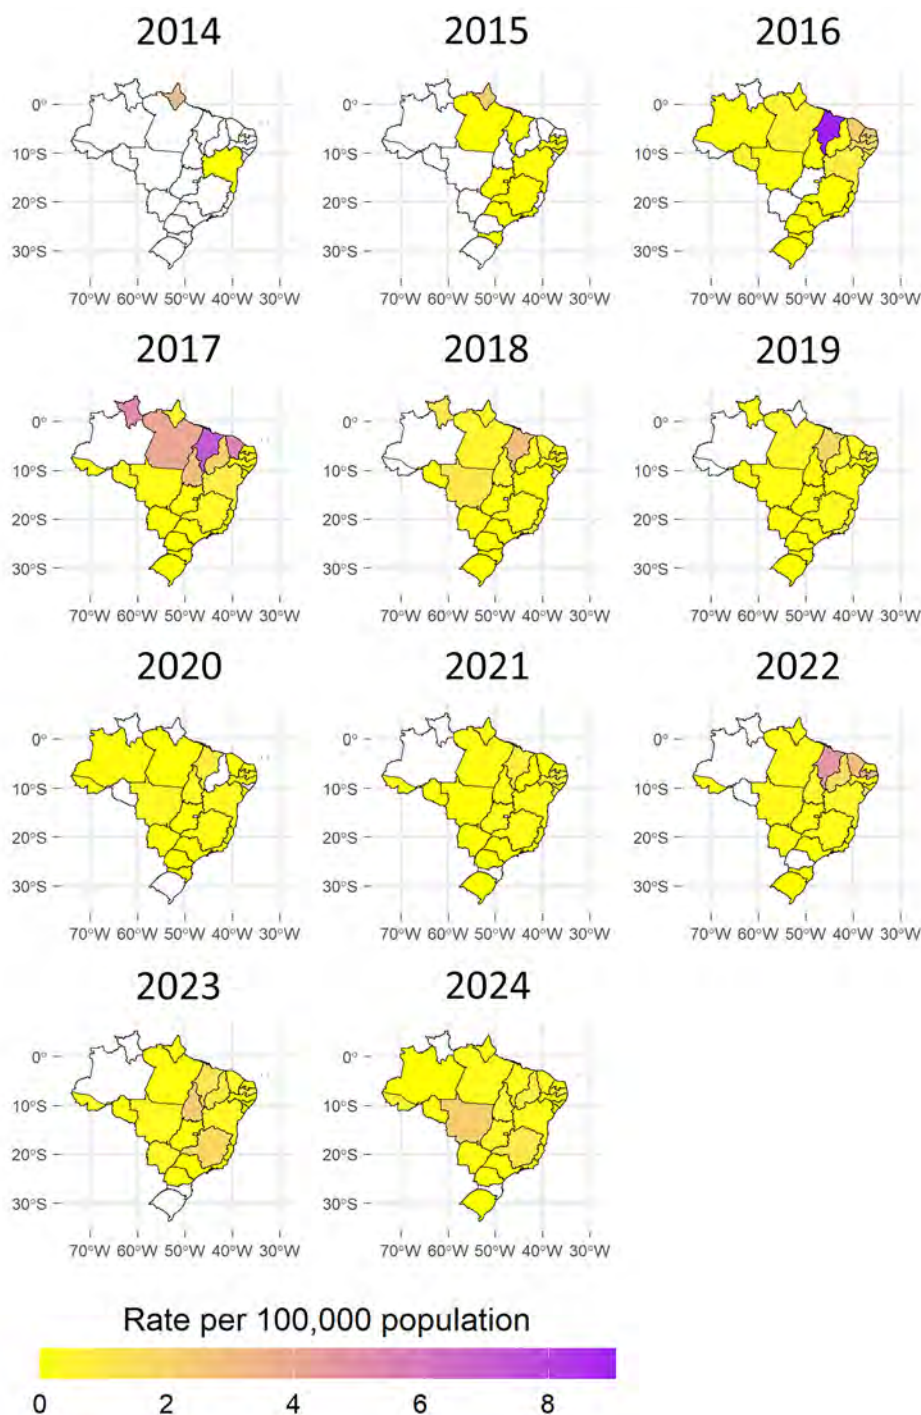 2014 2015 2016
0° 0° 0°
10°S 10°S 10°S
20°S 20°S 20°S
30°S 30°S 30°S
70°W 60°W 50°W 40°W 30°W 70°W 60°W 50°W 40°W 30°W 70°W 60°W 50°W 40°W 30°W
2017 2018 2019
0° 0° 0°
10°S 10°S 10°S
20°S 20°S 20°S
30°S 30°S 30°S
70°W 60°W 50°W 40°W 30°W 70°W 60°W 50°W 40°W 30°W 70°W 60°W 50°W 40°W 30°W
2020 2021 2022
0° 0° 0°
10°S 10°S 10°S
20°S 20°S 20°S
30°S 30°S 30°S
70°W 60°W 50°W 40°W 30°W 70°W 60°W 50°W 40°W 30°W 70°W 60°W 50°W 40°W 30°W
2023 2024
0° 0°
10°S 10°S
20°S 20°S
30°S 30°S
70°W 60°W 50°W 40°W 30°W 70°W 60°W 50°W 40°W 30°W
Rate per 100,000 population
0 2 4 6 8